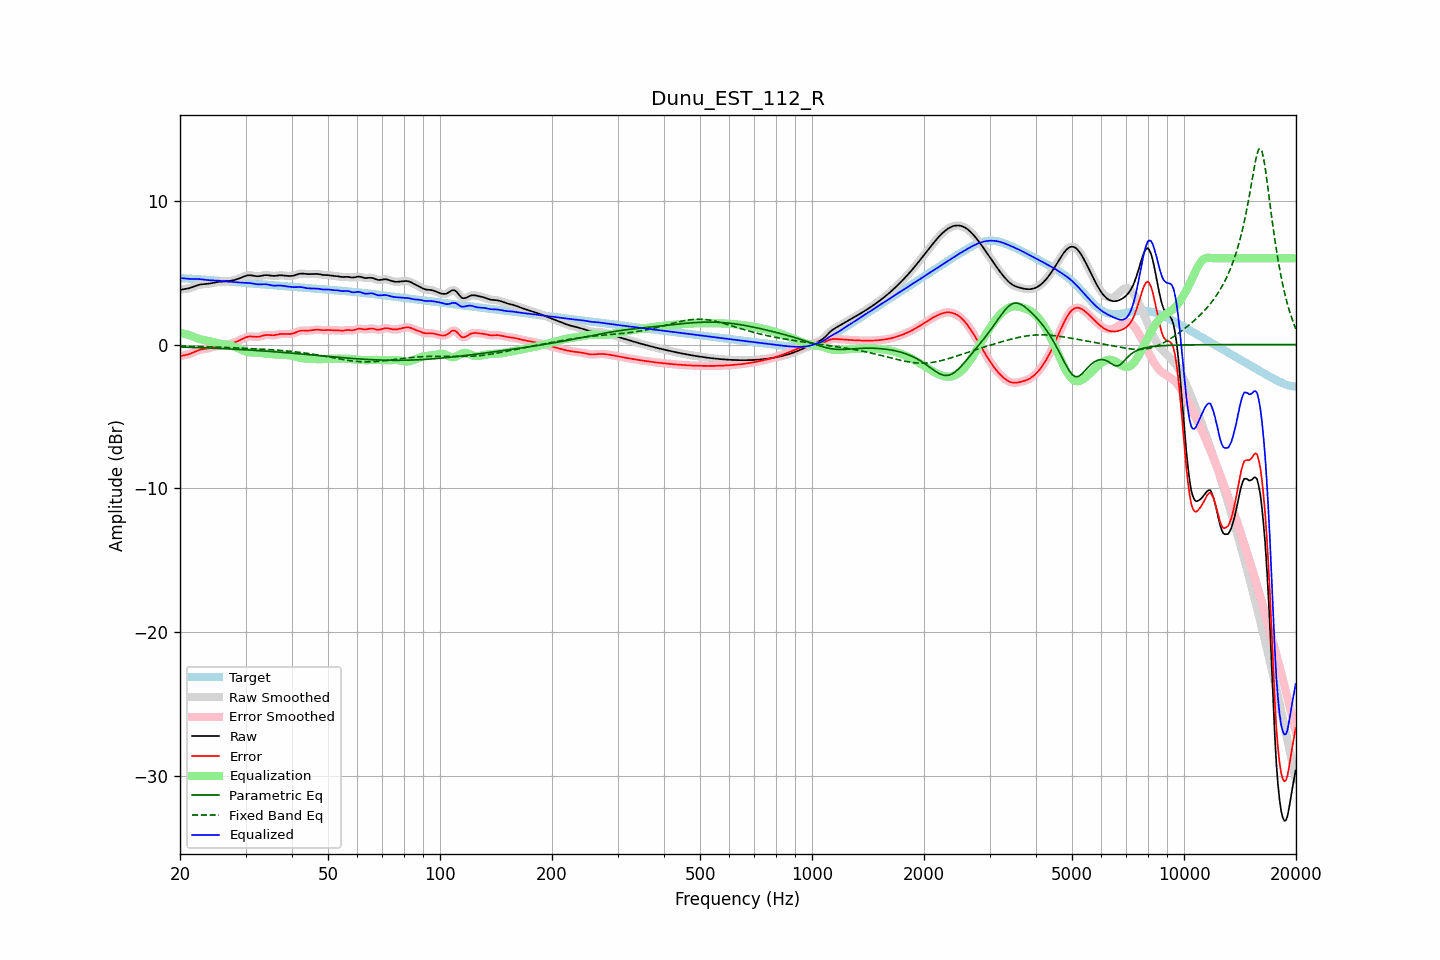 Dunu_EST_112_R
Amplitude (dBr)
10
0
−10
−20
−30
Target
Raw Smoothed
Error Smoothed
Raw
Error
Equalization
Parametric Eq
Fixed Band Eq
Equalized
20 50 100 200 500 1000 2000 5000 10000 20000
Frequency (Hz)